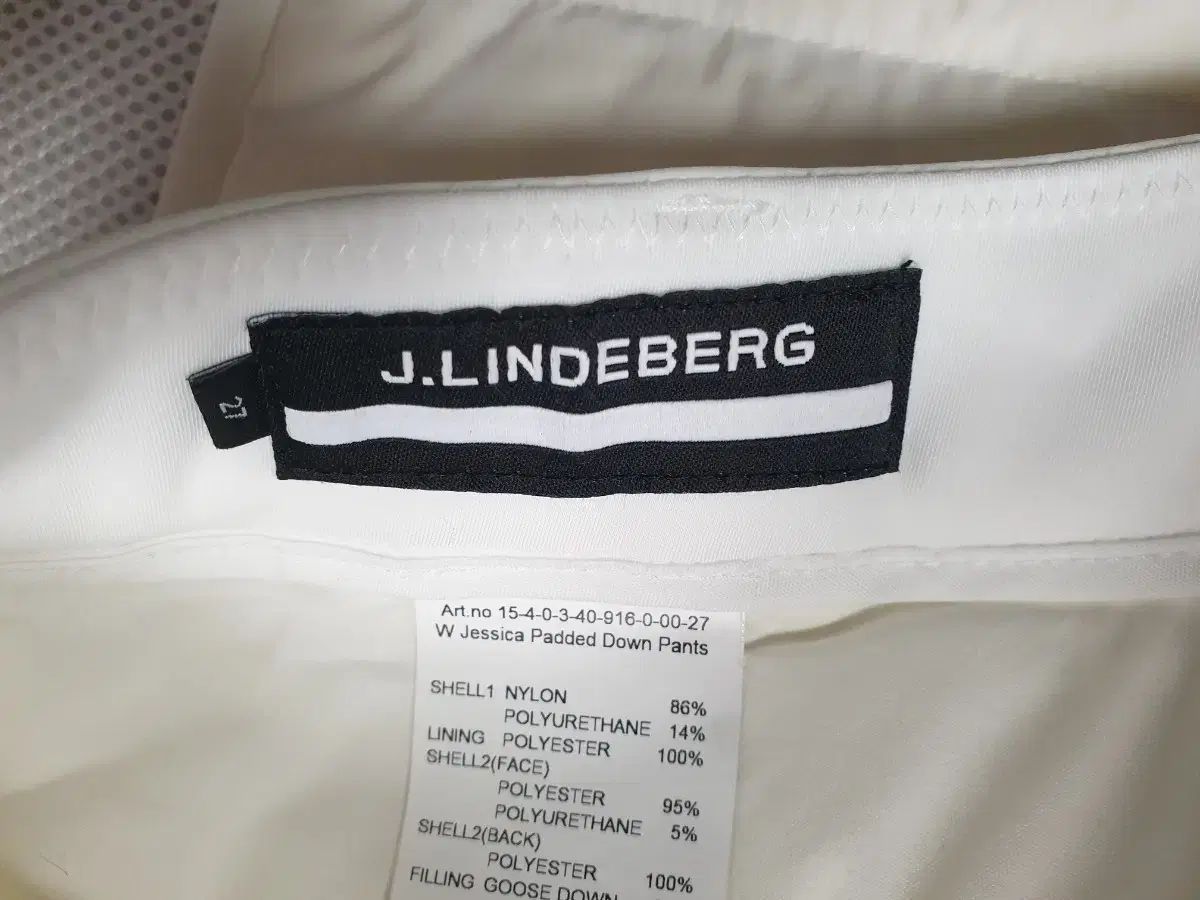 J.LINDEBERG
27
Art.no 15-4-0-3-40-916-0-00-27
W Jessica Padded Down Pants
SHELL1 NYLON 86%
POLYURETHANE 14%
LINING POLYESTER 100%
SHELL2(FACE)
POLYESTER 95%
POLYURETHANE 5%
SHELL2(BACK)
POLYESTER 100%
FILLING GOOSE DOWN